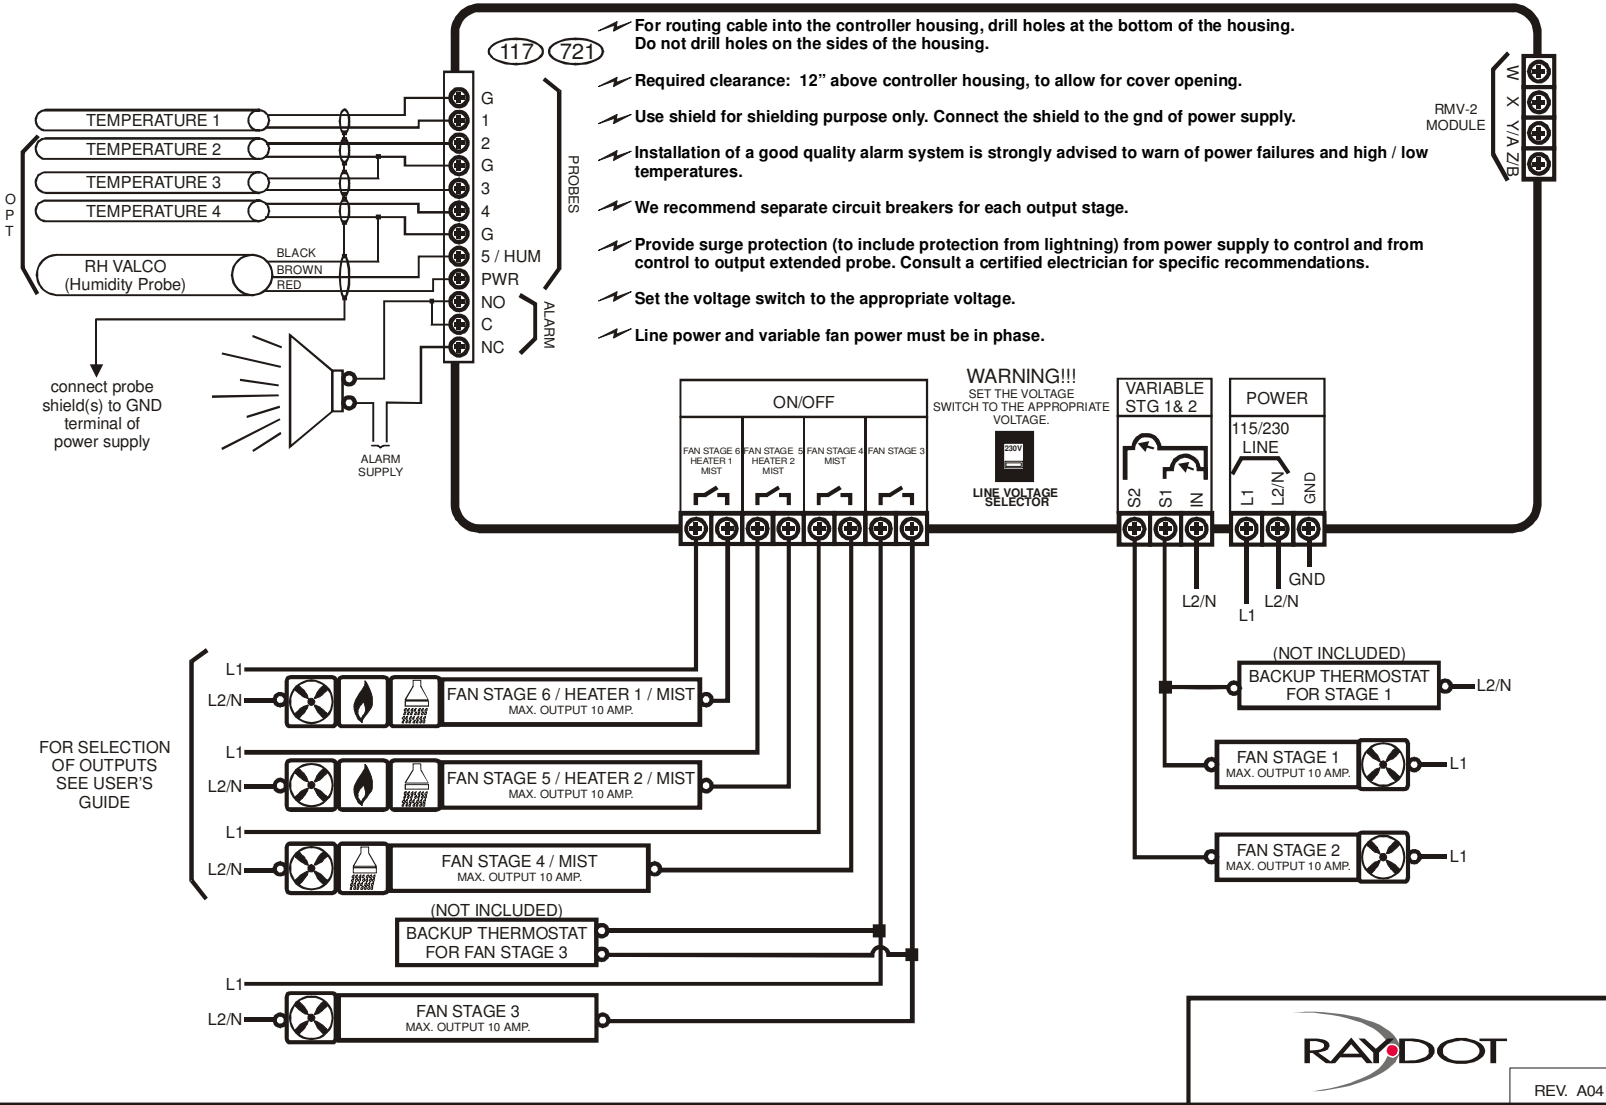 For routing cable into the controller housing, drill holes at the bottom of the housing.
Do not drill holes on the sides of the housing.
117
721
Required clearance: 12” above controller housing, to allow for cover opening.
Use shield for shielding purpose only. Connect the shield to the gnd of power supply.
Installation of a good quality alarm system is strongly advised to warn of power failures and high / low
temperatures.
We recommend separate circuit breakers for each output stage.
Provide surge protection (to include protection from lightning) from power supply to control and from
control to output extended probe. Consult a certified electrician for specific recommendations.
Set the voltage switch to the appropriate voltage.
Line power and variable fan power must be in phase.
RMV-2
MODULE
W
X
Y/A
Z/B
TEMPERATURE 1
TEMPERATURE 2
TEMPERATURE 3
TEMPERATURE 4
OPT
RH VALCO
(Humidity Probe)
BLACK
BROWN
RED
G
1
2
G
3
4
G
5 / HUM
PWR
NO
C
NC
PROBES
ALARM
connect probe
shield(s) to GND
terminal of
power supply
ALARM
SUPPLY
ON/OFF
FAN STAGE 6
HEATER 1
MIST
FAN STAGE 5
HEATER 2
MIST
FAN STAGE 4
MIST
FAN STAGE 3
WARNING!!!
SET THE VOLTAGE
SWITCH TO THE APPROPRIATE
VOLTAGE.
230V
LINE VOLTAGE
SELECTOR
VARIABLE
STG 1& 2
S2
S1
IN
POWER
115/230
LINE
L1
L2/N
GND
L2/N
L1
L2/N
GND
FOR SELECTION
OF OUTPUTS
SEE USER'S
GUIDE
L1
L2/N
FAN STAGE 6 / HEATER 1 / MIST
MAX. OUTPUT 10 AMP.
L1
L2/N
FAN STAGE 5 / HEATER 2 / MIST
MAX. OUTPUT 10 AMP.
L1
L2/N
FAN STAGE 4 / MIST
MAX. OUTPUT 10 AMP.
(NOT INCLUDED)
BACKUP THERMOSTAT
FOR FAN STAGE 3
L1
L2/N
FAN STAGE 3
MAX. OUTPUT 10 AMP.
(NOT INCLUDED)
BACKUP THERMOSTAT
FOR STAGE 1
L2/N
FAN STAGE 1
MAX. OUTPUT 10 AMP.
L1
FAN STAGE 2
MAX. OUTPUT 10 AMP.
L1
RAYDOT
REV. A04